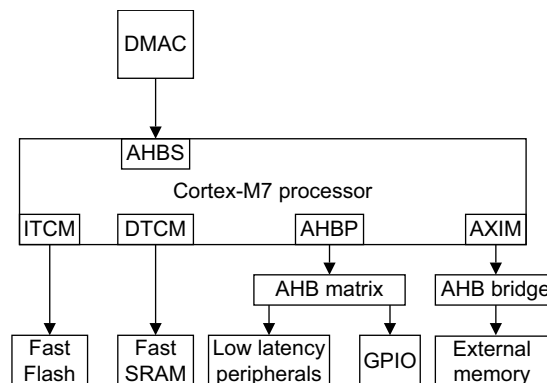 DMAC
AHBS
Cortex-M7 processor
ITCM
DTCM
AHBP
AXIM
AHB matrix
AHB bridge
Fast
Flash
Fast
SRAM
Low latency
peripherals
GPIO
External
memory